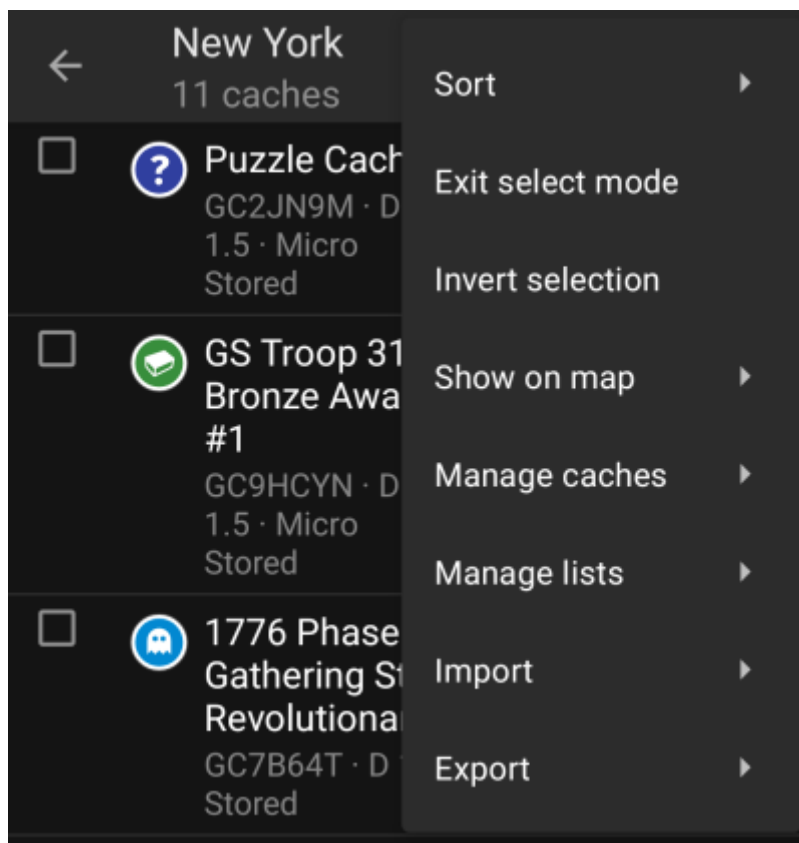 New York
11 caches
Puzzle Cach
GC2JN9M · D
1.5 · Micro
Stored
GS Troop 31
Bronze Awa
#1
GC9HCYN · D
1.5 · Micro
Stored
1776 Phase
Gathering S
Revolutiona
GC7B64T · D
Stored
Sort
Exit select mode
Invert selection
Show on map
Manage caches
Manage lists
Import
Export